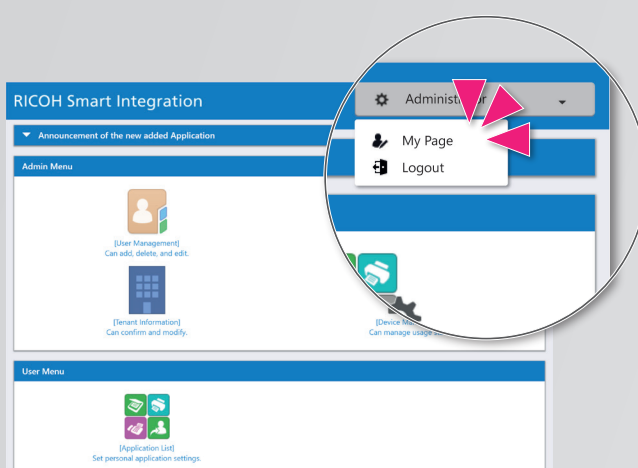 RICOH Smart Integration
Administrator
My Page
Logout
Announcement of the new added Application
Admin Menu
[User Management]
Can add, delete, and edit.
[Tenant Information]
Can confirm and modify.
[Device Ma
Can manage usage
User Menu
[Application List]
Set personal application settings.